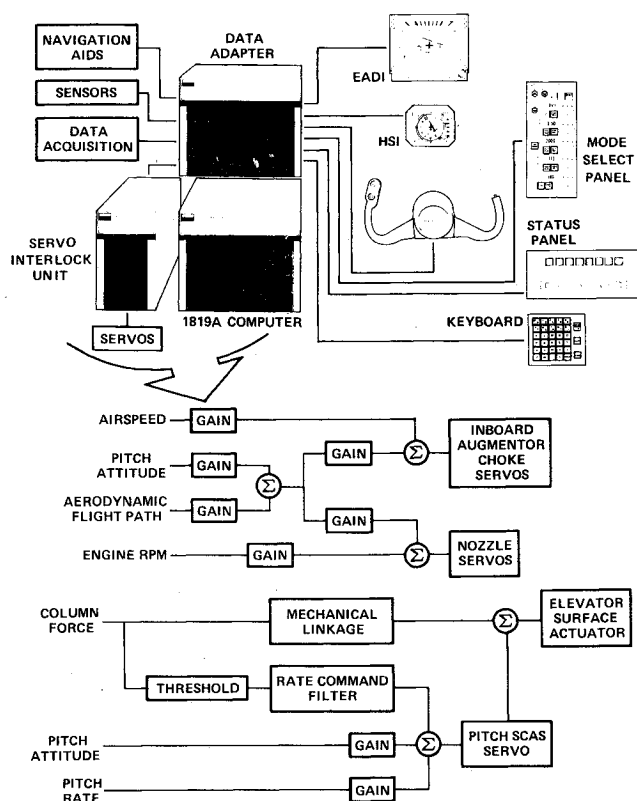 NAVIGATION
AIDS
SENSORS
DATA
ACQUISITION
DATA
ADAPTER
EADI
HSI
MODE
SELECT
PANEL
STATUS
PANEL
KEYBOARD
SERVO
INTERLOCK
UNIT
SERVOS
1819A COMPUTER
AIRSPEED
GAIN
Σ
INBOARD
AUGMENTOR
CHOKE
SERVOS
PITCH
ATTITUDE
GAIN
GAIN
Σ
AERODYNAMIC
FLIGHT PATH
GAIN
GAIN
ENGINE RPM
GAIN
Σ
NOZZLE
SERVOS
COLUMN
FORCE
MECHANICAL
LINKAGE
Σ
ELEVATOR
SURFACE
ACTUATOR
THRESHOLD
RATE COMMAND
FILTER
PITCH
ATTITUDE
GAIN
Σ
PITCH SCAS
SERVO
PITCH
RATE
GAIN